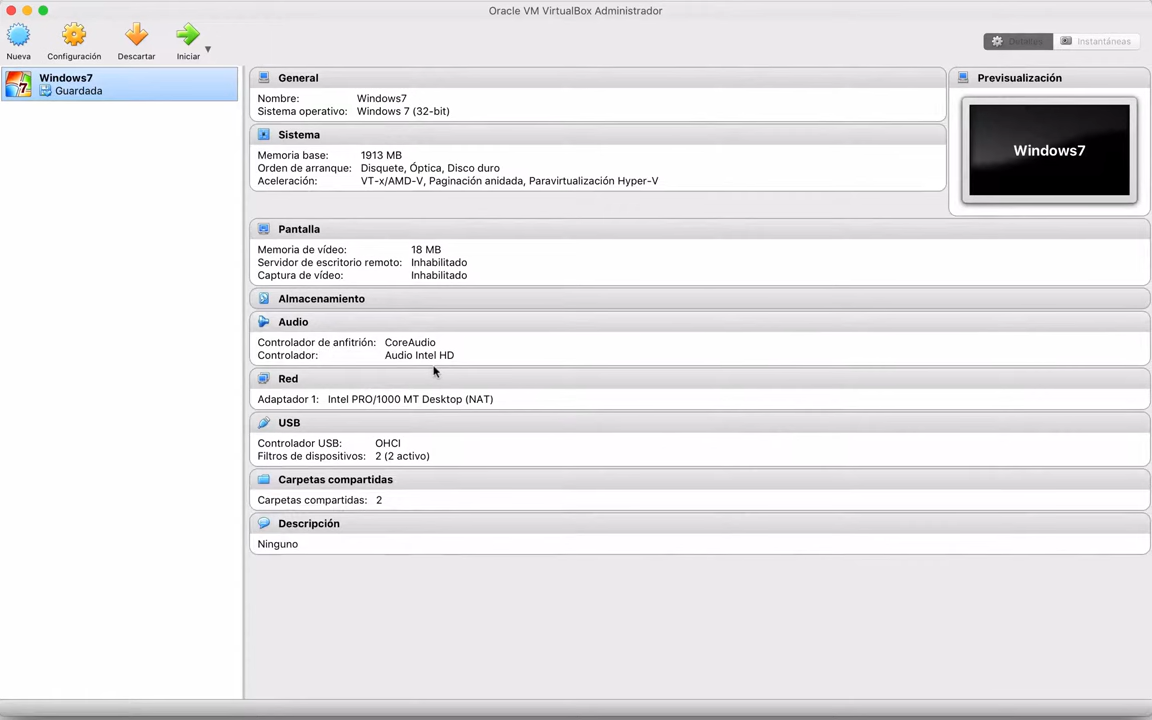 Oracle VM VirtualBox Administrador
Nueva
Configuración
Descartar
Iniciar
Detalles
Instantáneas
Windows7
Guardada
General
Nombre: Windows7
Sistema operativo: Windows 7 (32-bit)
Previsualización
Windows7
Sistema
Memoria base: 1913 MB
Orden de arranque: Disquete, Óptica, Disco duro
Aceleración: VT-x/AMD-V, Paginación anidada, Paravirtualización Hyper-V
Pantalla
Memoria de vídeo: 18 MB
Servidor de escritorio remoto: Inhabilitado
Captura de vídeo: Inhabilitado
Almacenamiento
Audio
Controlador de anfitrión: CoreAudio
Controlador: Audio Intel HD
Red
Adaptador 1: Intel PRO/1000 MT Desktop (NAT)
USB
Controlador USB: OHCI
Filtros de dispositivos: 2 (2 activo)
Carpetas compartidas
Carpetas compartidas: 2
Descripción
Ninguno